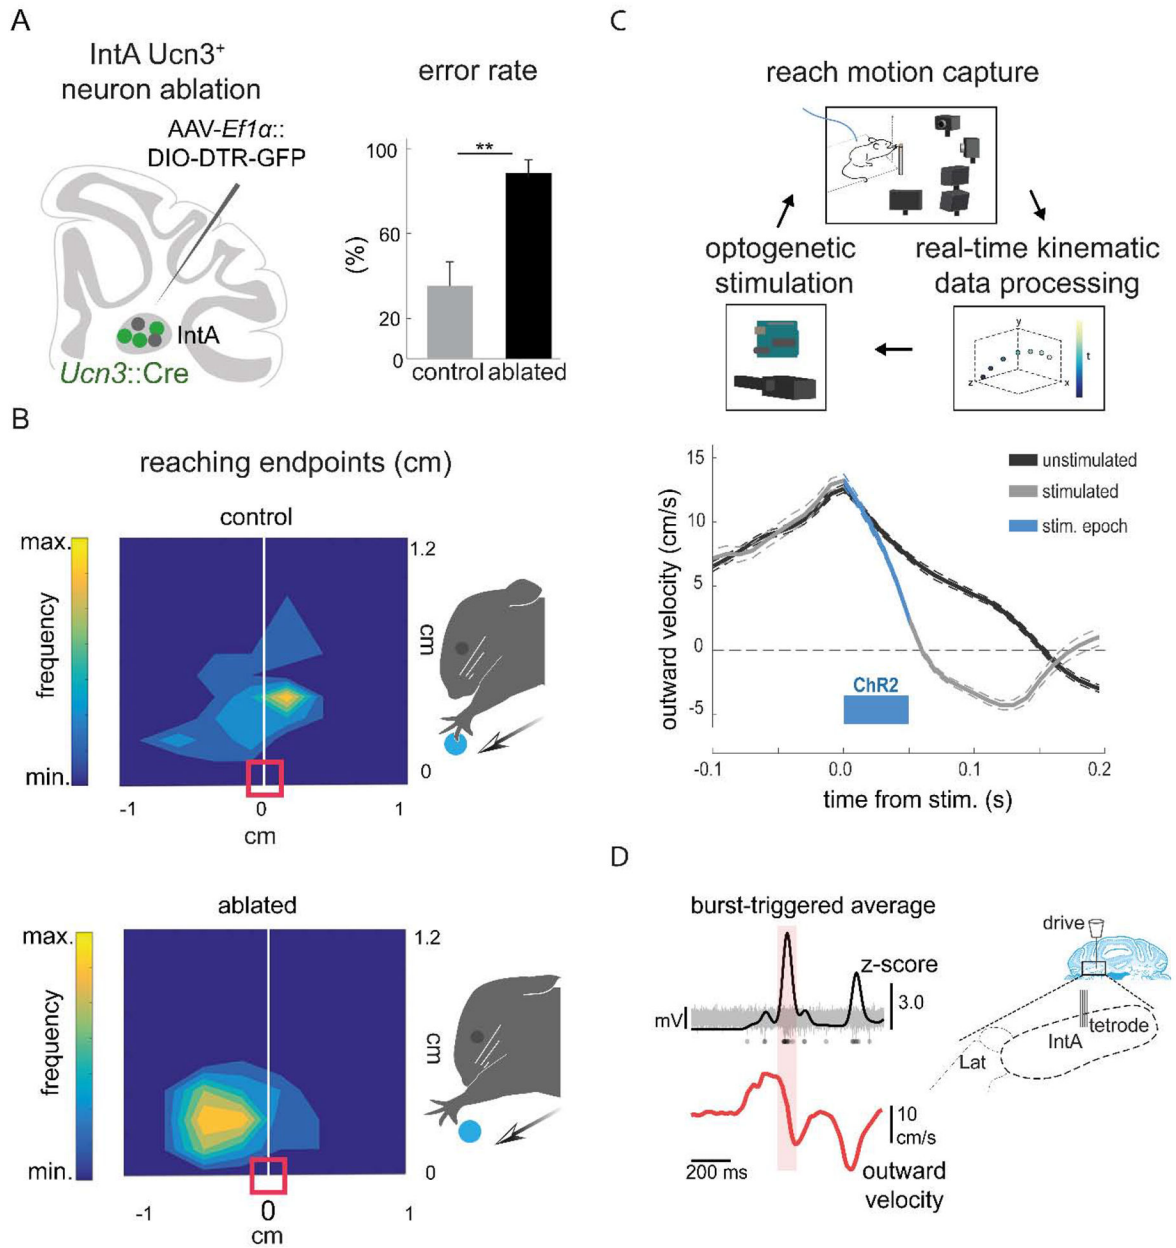 A
IntA Ucn3+
neuron ablation
AAV-Ef1α::
DIO-DTR-GFP
IntA
Ucn3::Cre
error rate
(%)
100
60
20
0
**
control ablated
B
reaching endpoints (cm)
control
max.
frequency
min.
1.2
cm
0
-1 0 1
cm
ablated
max.
frequency
min.
1.2
cm
0
-1 0 1
cm
C
reach motion capture
optogenetic
stimulation
real-time kinematic
data processing
y
z
x
t
outward velocity (cm/s)
15
10
5
0
-5
unstimulated
stimulated
stim. epoch
ChR2
-0.1 0.0 0.1 0.2
time from stim. (s)
D
burst-triggered average
z-score
3.0
mV
10
cm/s
200 ms
outward
velocity
drive
tetrode
IntA
Lat